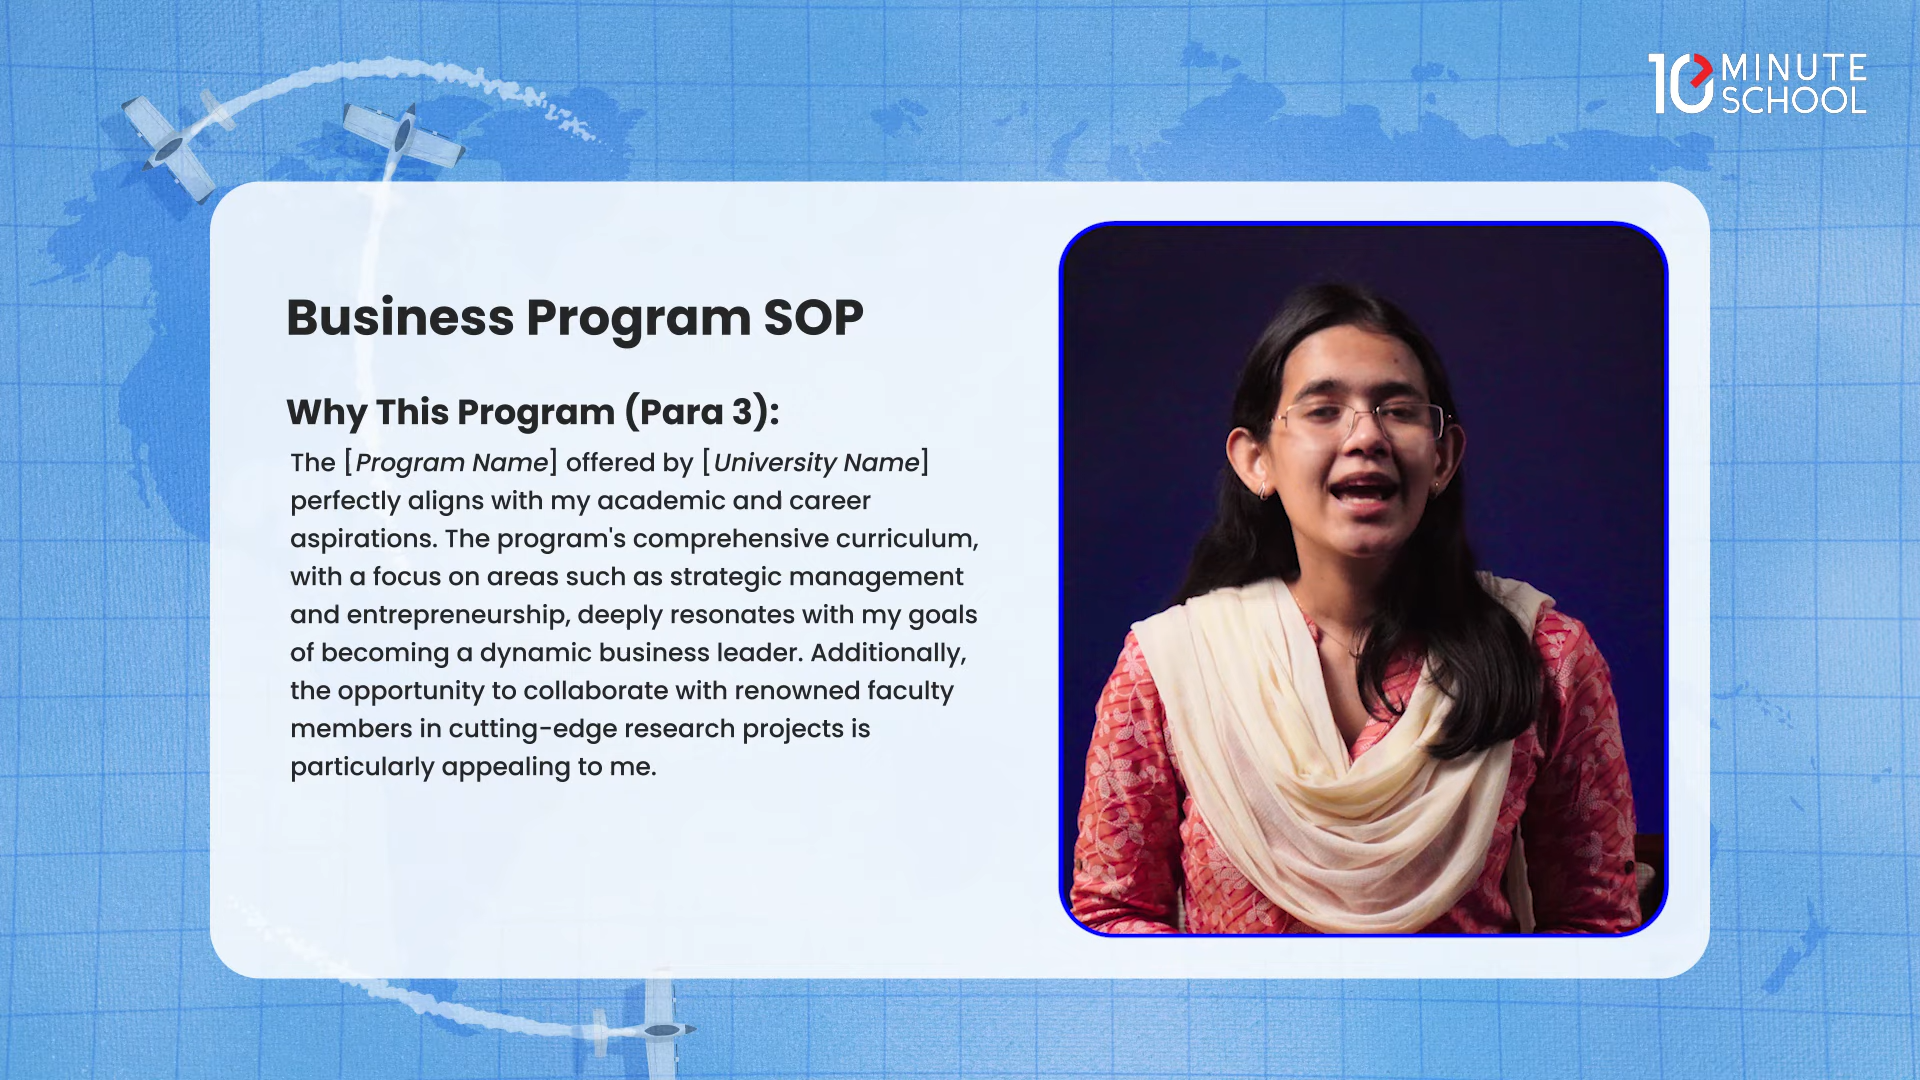 10 MINUTE
SCHOOL
Business Program SOP
Why This Program (Para 3):
The [Program Name] offered by [University Name]
perfectly aligns with my academic and career
aspirations. The program's comprehensive curriculum,
with a focus on areas such as strategic management
and entrepreneurship, deeply resonates with my goals
of becoming a dynamic business leader. Additionally,
the opportunity to collaborate with renowned faculty
members in cutting-edge research projects is
particularly appealing to me.